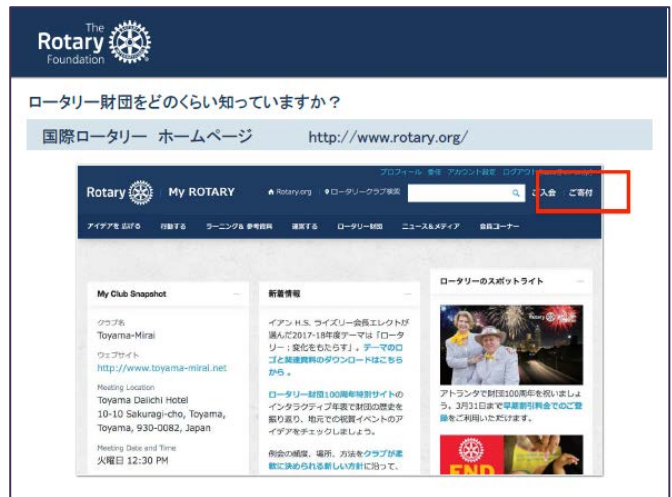 The
Rotary
Foundation
ロータリー財団をどのくらい知っていますか？
国際ロータリー ホームページ http://www.rotary.org/
プロフィール 委任 アカウント設定 ログアウト
Rotary
My ROTARY
Rotary.org ロータリークラブ検索
ご入会 ご寄付
アイデアを広げる 行動する ラーニング& 参考資料 運営する ロータリー財団 ニュース&メディア 会員コーナー
My Club Snapshot
クラブ名
Toyama-Mirai
ウェブサイト
http://www.toyama-mirai.net
Meeting Location
Toyama Daiichi Hotel
10-10 Sakuragi-cho, Toyama,
Toyama, 930-0082, Japan
Meeting Date and Time
火曜日 12:30 PM
新着情報
イアン H.S. ライズリー会長エレクトが
選んだ2017-18年度テーマは「ロータ
リー：変化をもたらす」。テーマのロ
ゴと関連資料のダウンロードはこちら
から 。
ロータリー財団100周年特別サイトの
インタラクティブ年表で財団の歴史を
振り返り、地元での祝賀イベントのア
イデアをチェックしましょう。
例会の頻度、場所、方法をクラブが柔
軟に決められる新しい方針に沿って、
ロータリーのスポットライト
Rotary
アトランタで財団100周年を祝いましょ
う。3月31日まで早期割引料金でのご登
録をご利用いただけます。
END